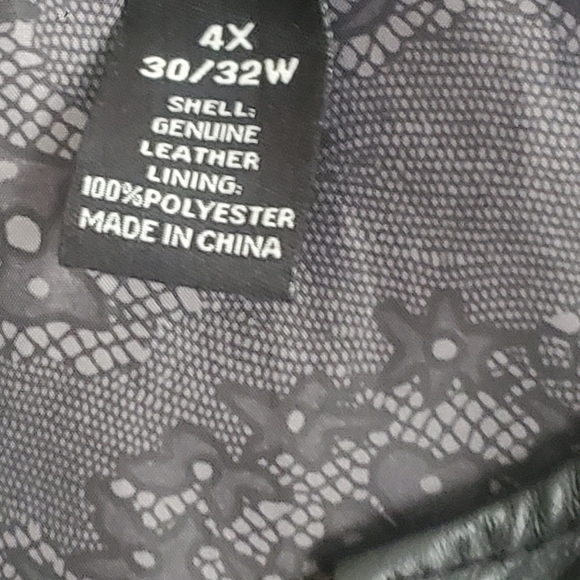 4X
30/32W
SHELL:
GENUINE
LEATHER
LINING:
100%POLYESTER
MADE IN CHINA